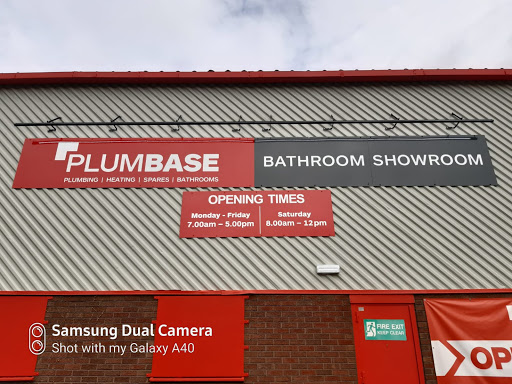 PLUMBASE
PLUMBING | HEATING | SPARES | BATHROOMS
BATHROOM SHOWROOM
OPENING TIMES
Monday - Friday
7.00am – 5.00pm
Saturday
8.00am – 12pm
FIRE EXIT
KEEP CLEAR
OP
Samsung Dual Camera
Shot with my Galaxy A40